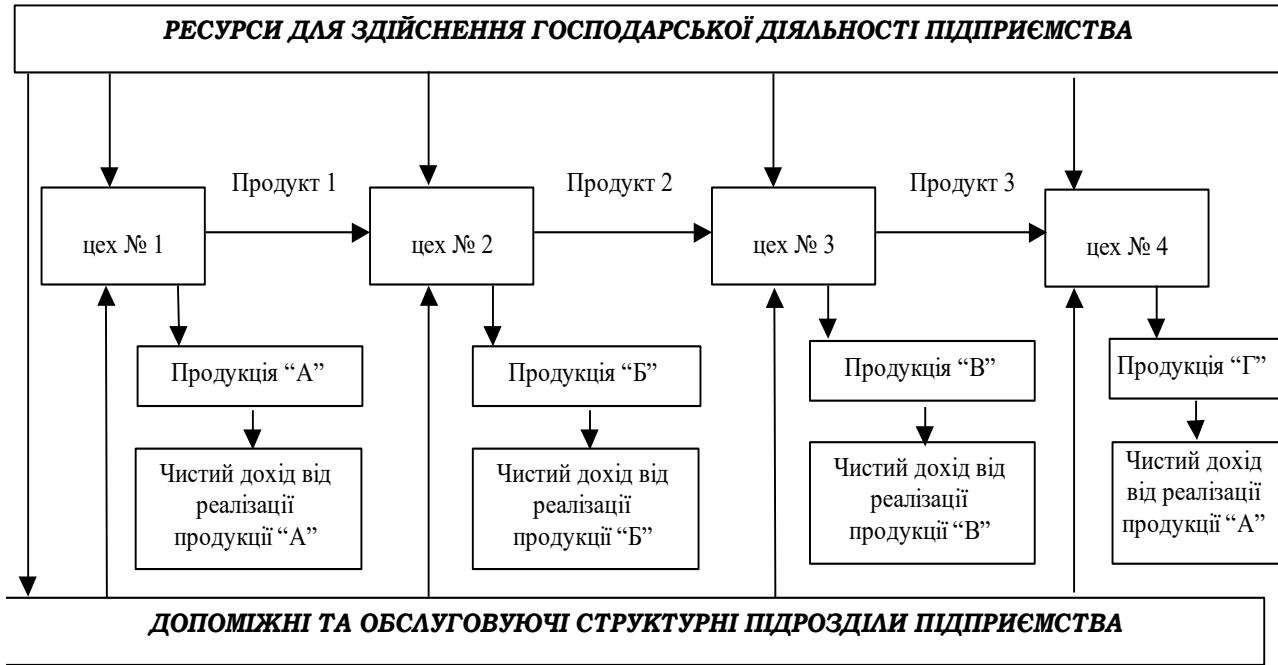 РЕСУРСИ ДЛЯ ЗДІЙСНЕННЯ ГОСПОДАРСЬКОЇ ДІЯЛЬНОСТІ ПІДПРИЄМСТВА
Продукт 1
Продукт 2
Продукт 3
цех № 1
цех № 2
цех № 3
цех № 4
Продукція “А”
Продукція “Б”
Продукція “В”
Продукція “Г”
Чистий дохід від
реалізації
продукції “А”
Чистий дохід від
реалізації
продукції “Б”
Чистий дохід від
реалізації
продукції “В”
Чистий дохід
від реалізації
продукції “А”
ДОПОМІЖНІ ТА ОБСЛУГОВУЮЧІ СТРУКТУРНІ ПІДРОЗДІЛИ ПІДПРИЄМСТВА